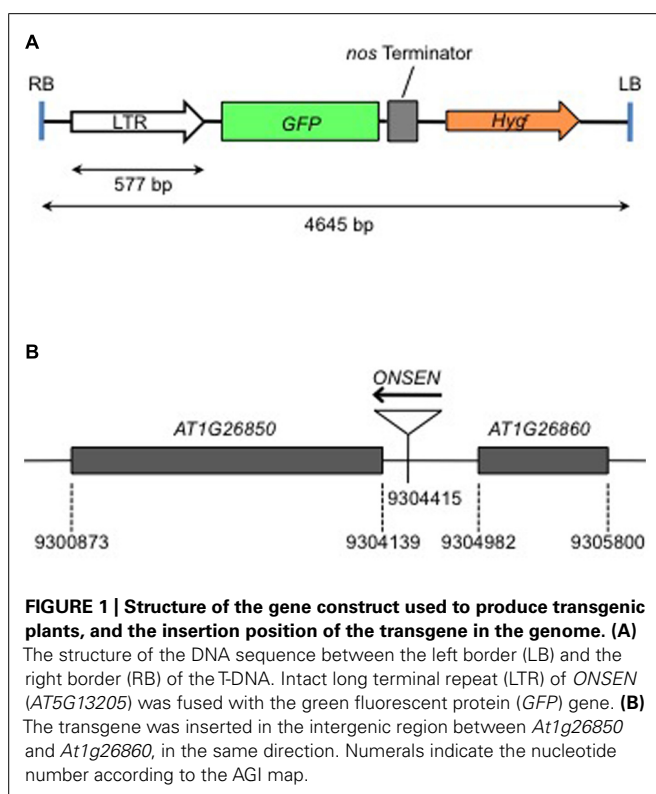 A
nos Terminator
RB
LB
LTR
GFP
Hygr
577 bp
4645 bp
B
ONSEN
AT1G26850
AT1G26860
9304415
9300873
9304139
9304982
9305800
FIGURE 1 | Structure of the gene construct used to produce transgenic
plants, and the insertion position of the transgene in the genome. (A)
The structure of the DNA sequence between the left border (LB) and the
right border (RB) of the T-DNA. Intact long terminal repeat (LTR) of ONSEN
(AT5G13205) was fused with the green fluorescent protein (GFP) gene. (B)
The transgene was inserted in the intergenic region between At1g26850
and At1g26860, in the same direction. Numerals indicate the nucleotide
number according to the AGI map.